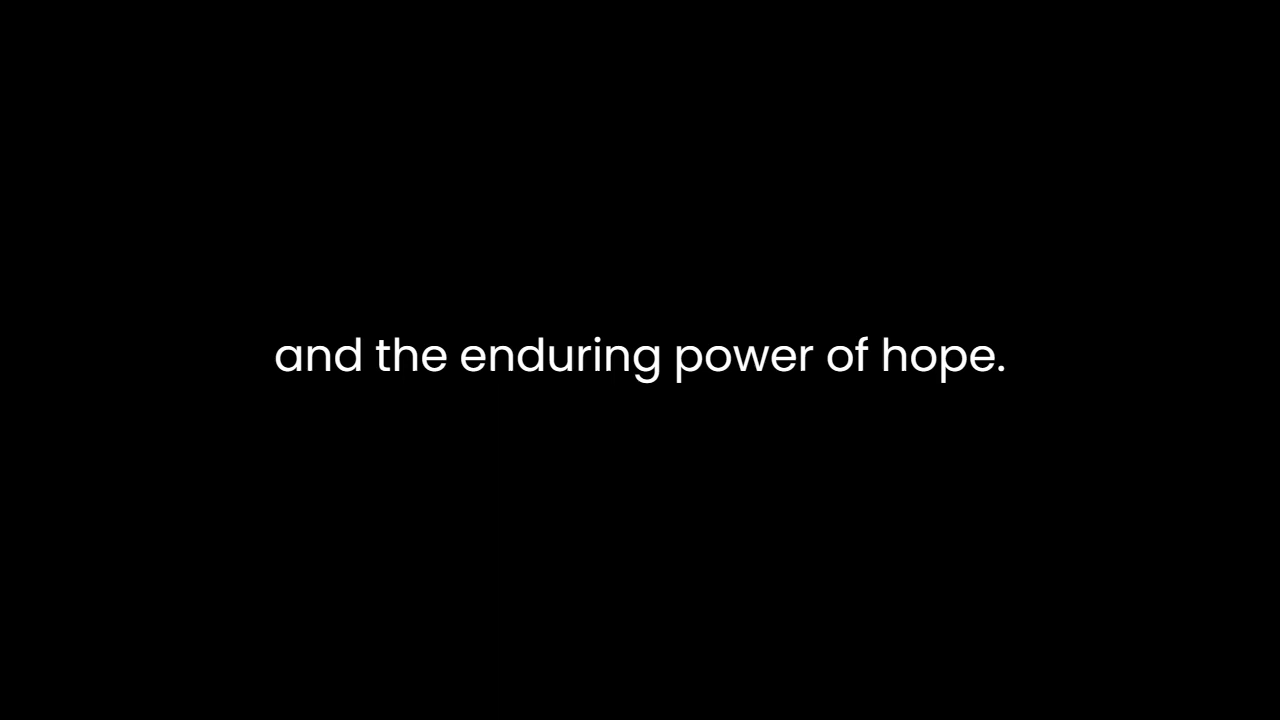 and the enduring power of hope.